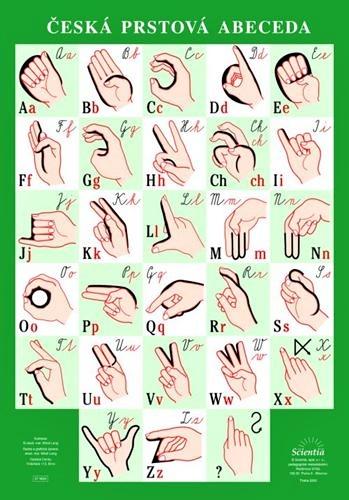 ČESKÁ PRSTOVÁ ABECEDA
Aa Bb Cc Dd Ee
Aa Bb Cc Dd Ee
Ff Gg Hh Ch ch Ii
Ff Gg Hh Ch ch Ii
Jj Kk Ll Mm Nn
Jj Kk Ll M m Nn
Oo Pp Qq Rr Ss
Oo Pp Qq Rr Ss
Tt Uu Vv Ww Xx
Tt Uu Vv Ww Xx
Yy Zz ?
Yy Zz ?
Scientia